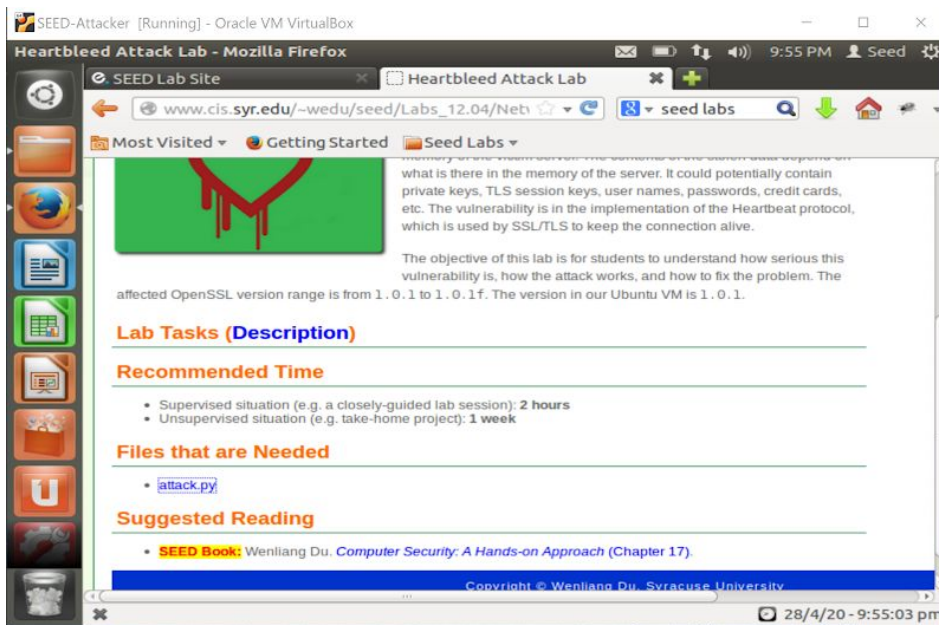 SEED-Attacker [Running] - Oracle VM VirtualBox
Heartbleed Attack Lab - Mozilla Firefox
9:55 PM Seed
SEED Lab Site
Heartbleed Attack Lab
www.cis.syr.edu/~wedu/seed/Labs_12.04/Net
seed labs
Most Visited
Getting Started
Seed Labs
what is there in the memory of the server. It could potentially contain
private keys, TLS session keys, user names, passwords, credit cards,
etc. The vulnerability is in the implementation of the Heartbeat protocol,
which is used by SSL/TLS to keep the connection alive.
The objective of this lab is for students to understand how serious this
vulnerability is, how the attack works, and how to fix the problem. The
affected OpenSSL version range is from 1.0.1 to 1.0.1f. The version in our Ubuntu VM is 1.0.1.
Lab Tasks (Description)
Recommended Time
• Supervised situation (e.g. a closely-guided lab session): 2 hours
• Unsupervised situation (e.g. take-home project): 1 week
Files that are Needed
• attack.py
Suggested Reading
• SEED Book: Wenliang Du. Computer Security: A Hands-on Approach (Chapter 17).
Copyright © Wenliang Du, Syracuse University
28/4/20 - 9:55:03 pm